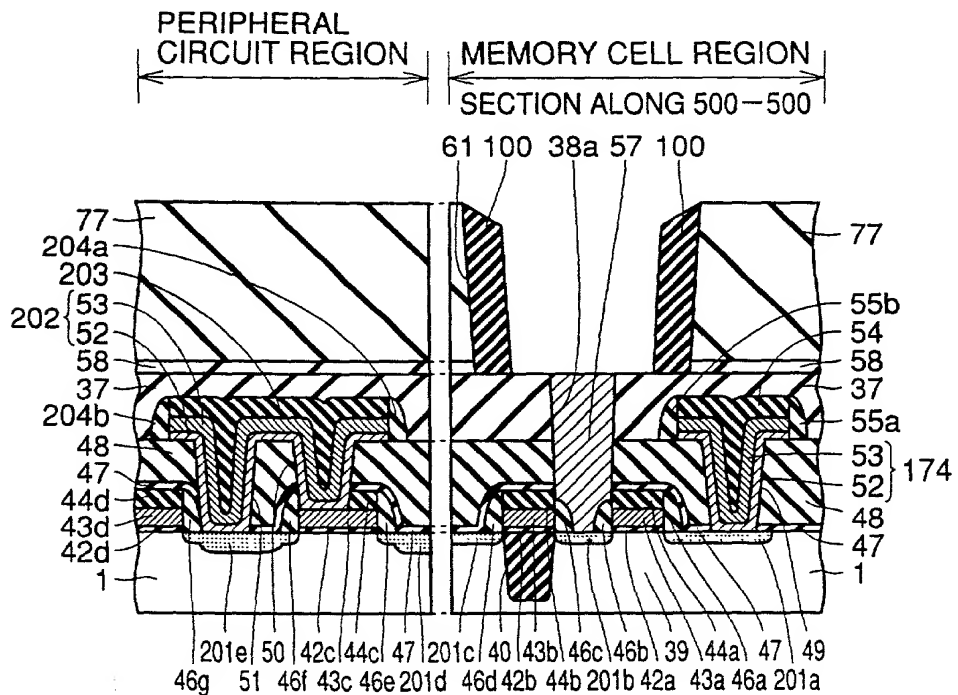 PERIPHERAL
CIRCUIT REGION
MEMORY CELL REGION
SECTION ALONG 500-500
61 100 38a 57 100
77
204a
203
202 { 53
52
58
37
204b
48
47
44d
43d
42d
1
77
55b
54
58
37
55a
53 } 174
52
48
47
1
201e 50 42c 44c 47 201c 40 43b 46c 46b 39 44a 47 49
46g 51 46f 43c 46e 201d 46d 42b 44b 201b 42a 43a 46a 201a